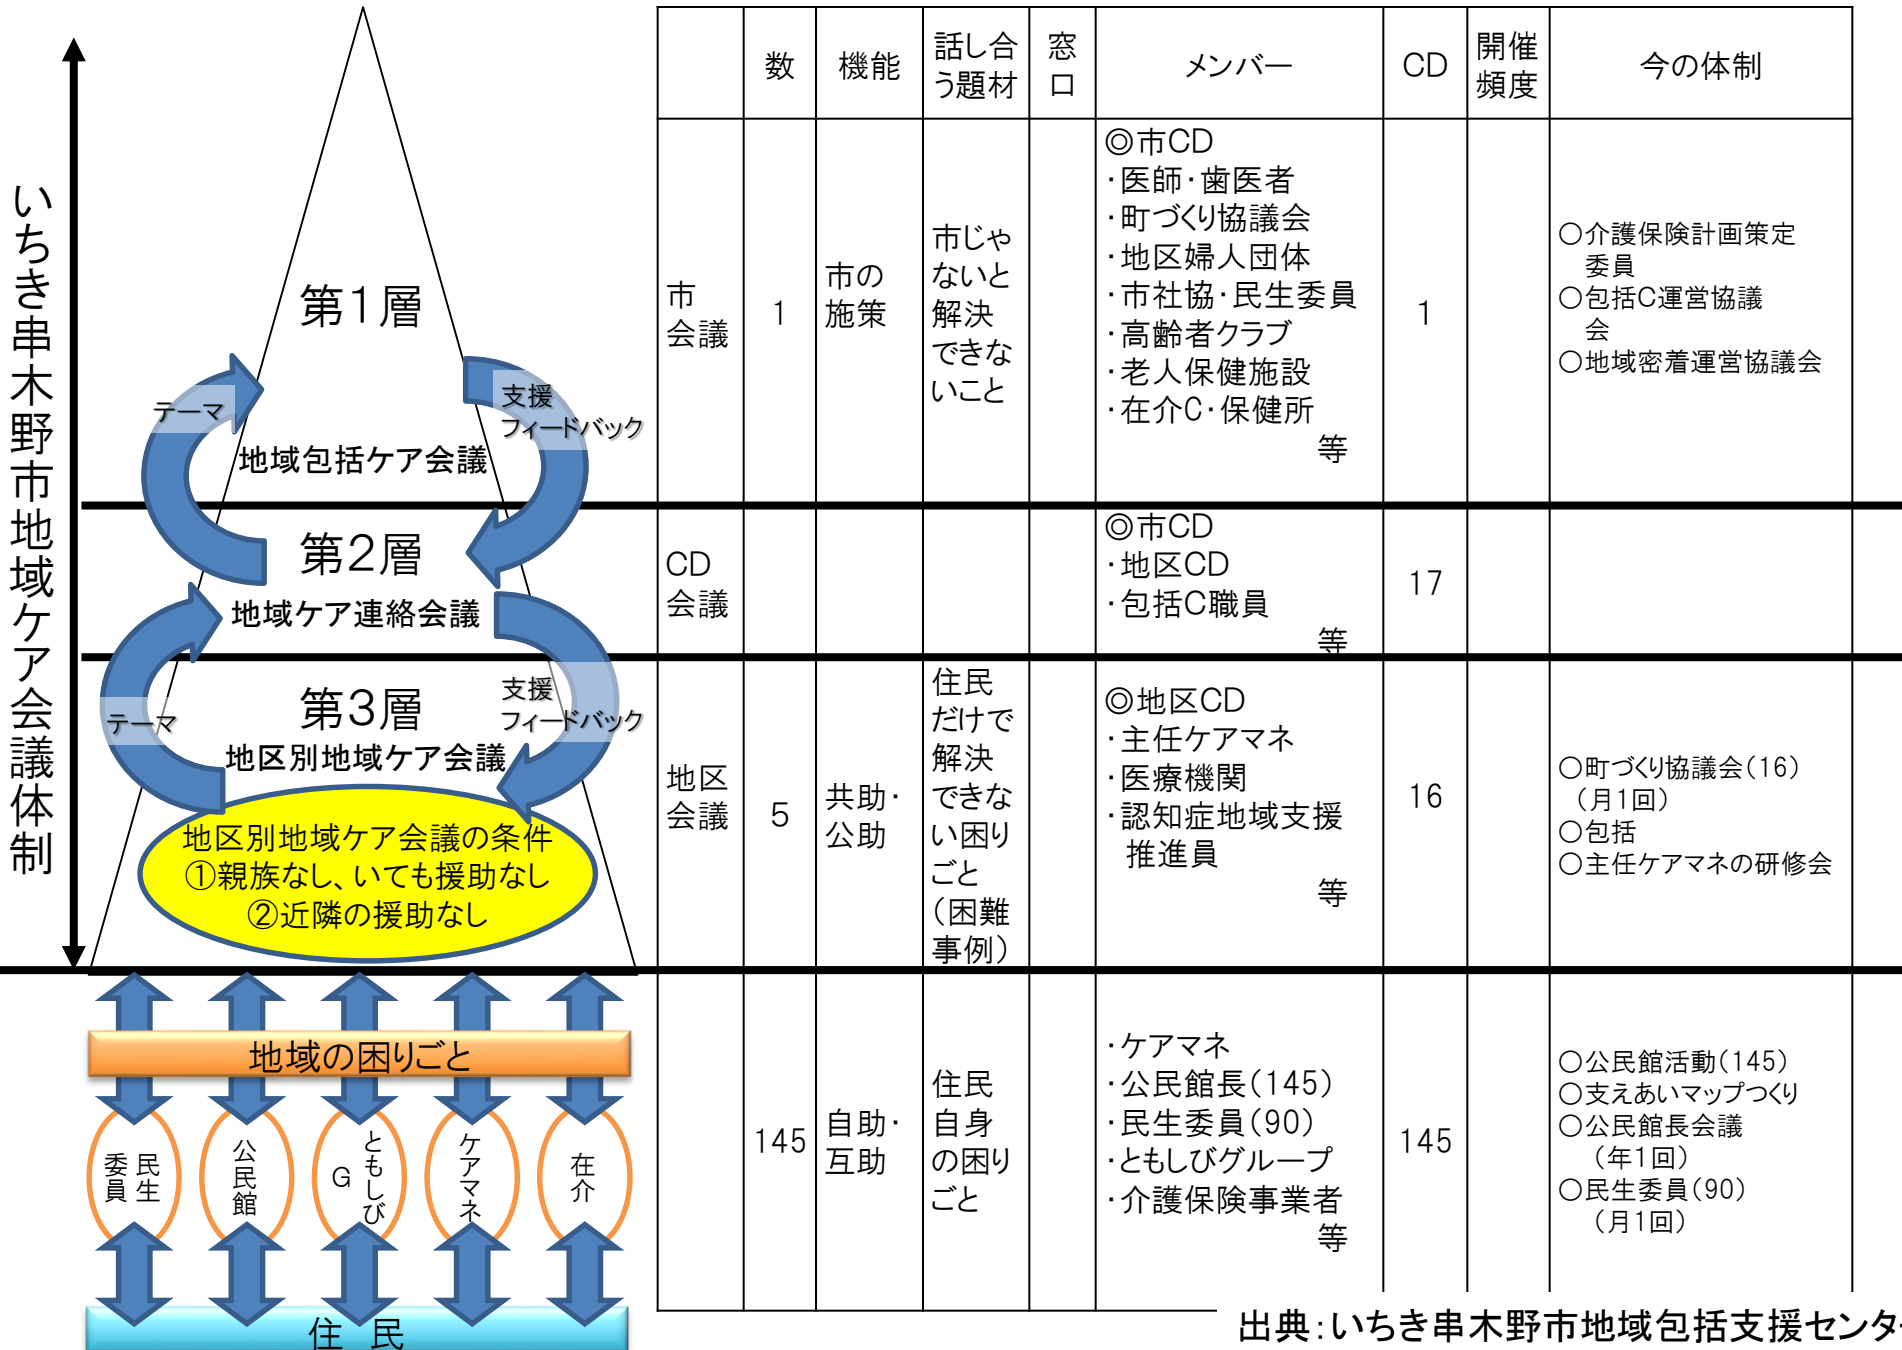 いちき串木野市地域ケア会議体制
第1層
テーマ
支援
フィードバック
地域包括ケア会議
第2層
地域ケア連絡会議
テーマ
第3層
支援
フィードバック
地区別地域ケア会議
地区別地域ケア会議の条件
①親族なし、いても援助なし
②近隣の援助なし
地域の困りごと
民生
委員
公民館
ともしび
G
ケアマネ
在介
住 民
数
機能
話し合
う題材
窓
口
メンバー
CD
開催
頻度
今の体制
市
会議
1
市の
施策
市じゃ
ないと
解決
できな
いこと
◎市CD
・医師・歯医者
・町づくり協議会
・地区婦人団体
・市社協・民生委員
・高齢者クラブ
・老人保健施設
・在介C・保健所
等
1
○介護保険計画策定
委員
○包括C運営協議
会
○地域密着運営協議会
CD
会議
◎市CD
・地区CD
・包括C職員
等
17
地区
会議
5
共助・
公助
住民
だけで
解決
できな
い困り
ごと
（困難
事例）
◎地区CD
・主任ケアマネ
・医療機関
・認知症地域支援
推進員
等
16
○町づくり協議会（16）
（月1回）
○包括
○主任ケアマネの研修会
145
自助・
互助
住民
自身
の困り
ごと
・ケアマネ
・公民館長（145）
・民生委員（90）
・ともしびグループ
・介護保険事業者
等
145
○公民館活動（145）
○支えあいマップつくり
○公民館長会議
（年1回）
○民生委員（90）
（月1回）
出典：いちき串木野市地域包括支援センター